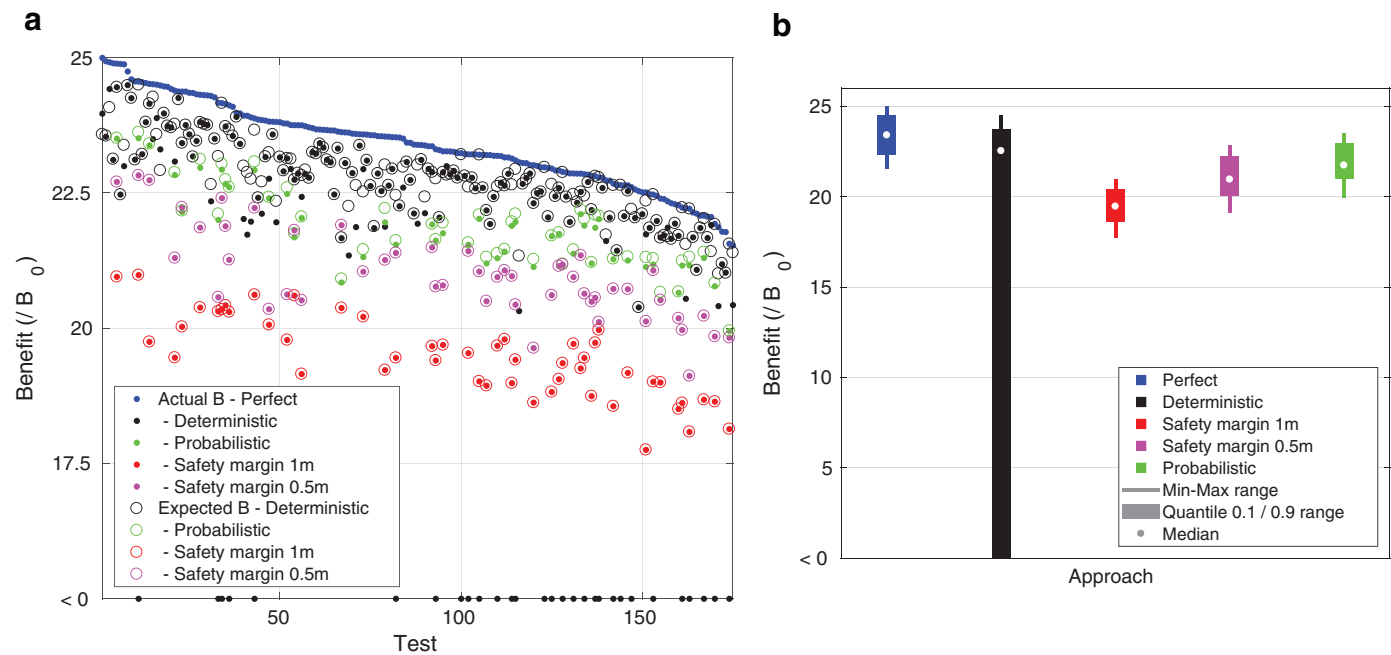 a
25
22.5
20
17.5
< 0
Benefit (/ B 0)
50
100
150
Test
Actual B - Perfect
- Deterministic
- Probabilistic
- Safety margin 1m
- Safety margin 0.5m
Expected B - Deterministic
- Probabilistic
- Safety margin 1m
- Safety margin 0.5m
b
25
20
15
10
5
< 0
Benefit (/ B 0)
Approach
Perfect
Deterministic
Safety margin 1m
Safety margin 0.5m
Probabilistic
Min-Max range
Quantile 0.1 / 0.9 range
Median